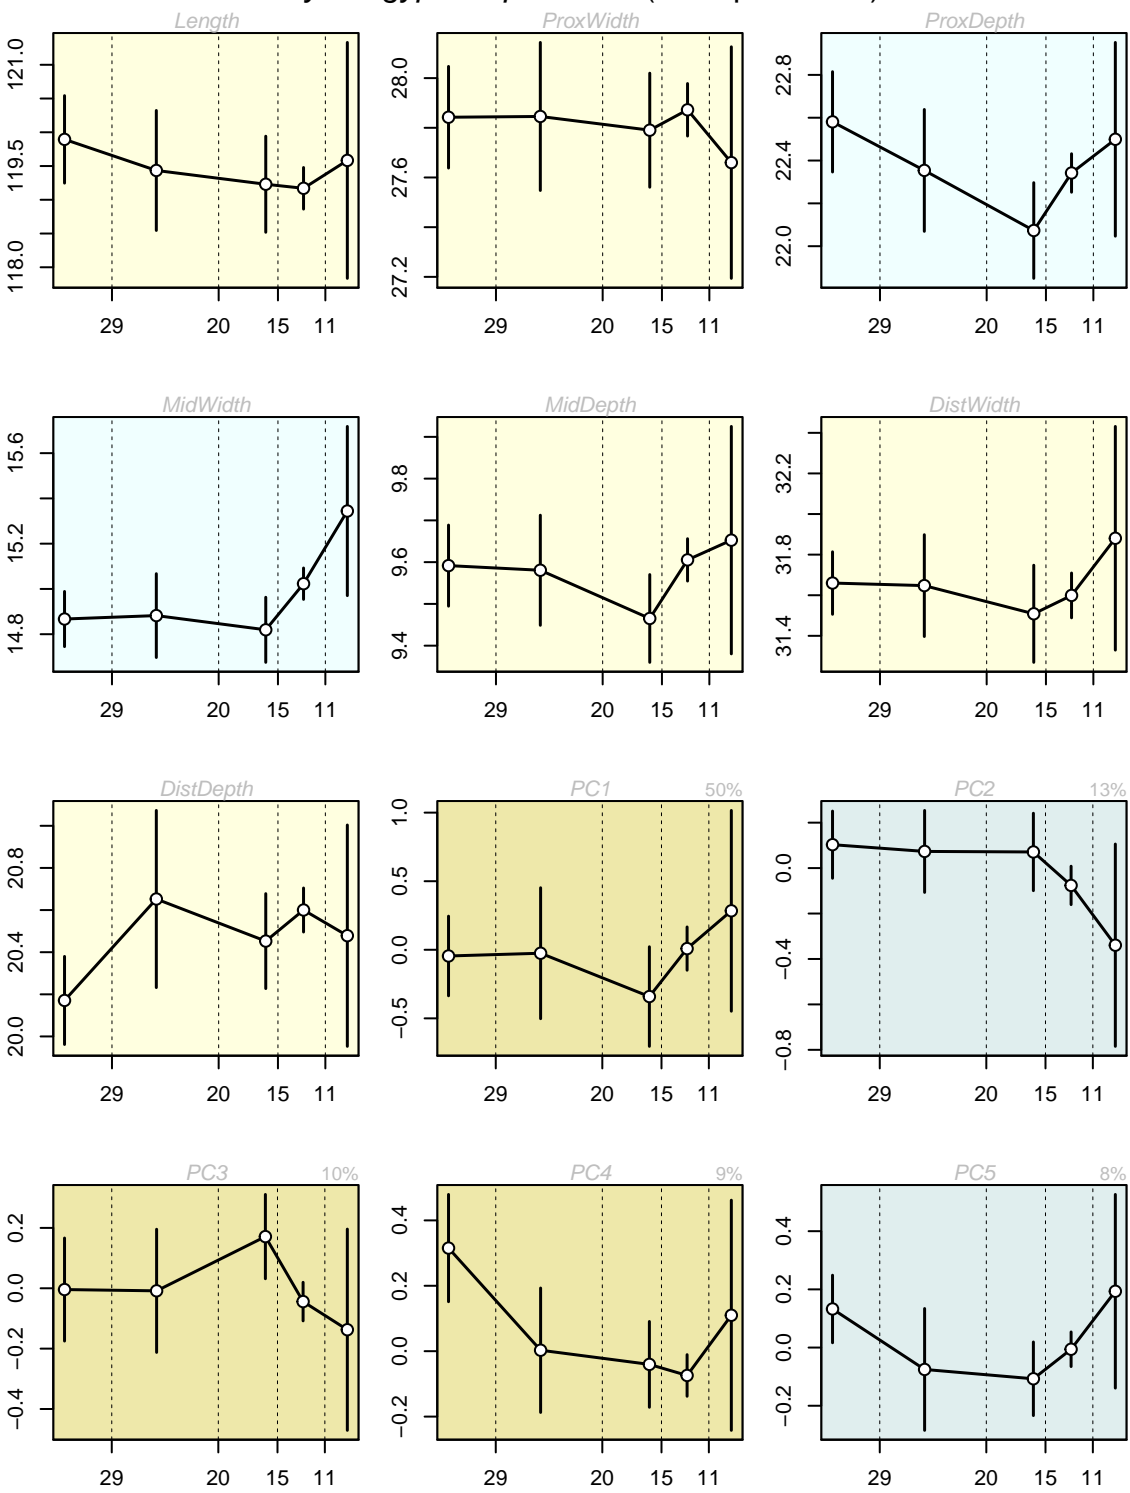 Length
121.0
119.5
118.0
29 20 15 11
ProxWidth
28.0
27.6
27.2
29 20 15 11
ProxDepth
22.8
22.4
22.0
29 20 15 11
MidWidth
15.6
15.2
14.8
29 20 15 11
MidDepth
9.8
9.6
9.4
29 20 15 11
DistWidth
32.2
31.8
31.4
29 20 15 11
DistDepth
20.8
20.4
20.0
29 20 15 11
PC1 50%
1.0
0.5
0.0
−0.5
29 20 15 11
PC2 13%
0.0
−0.4
−0.8
29 20 15 11
PC3 10%
0.2
0.0
−0.2
−0.4
29 20 15 11
PC4 9%
0.4
0.2
0.0
−0.2
29 20 15 11
PC5 8%
0.4
0.2
0.0
−0.2
29 20 15 11